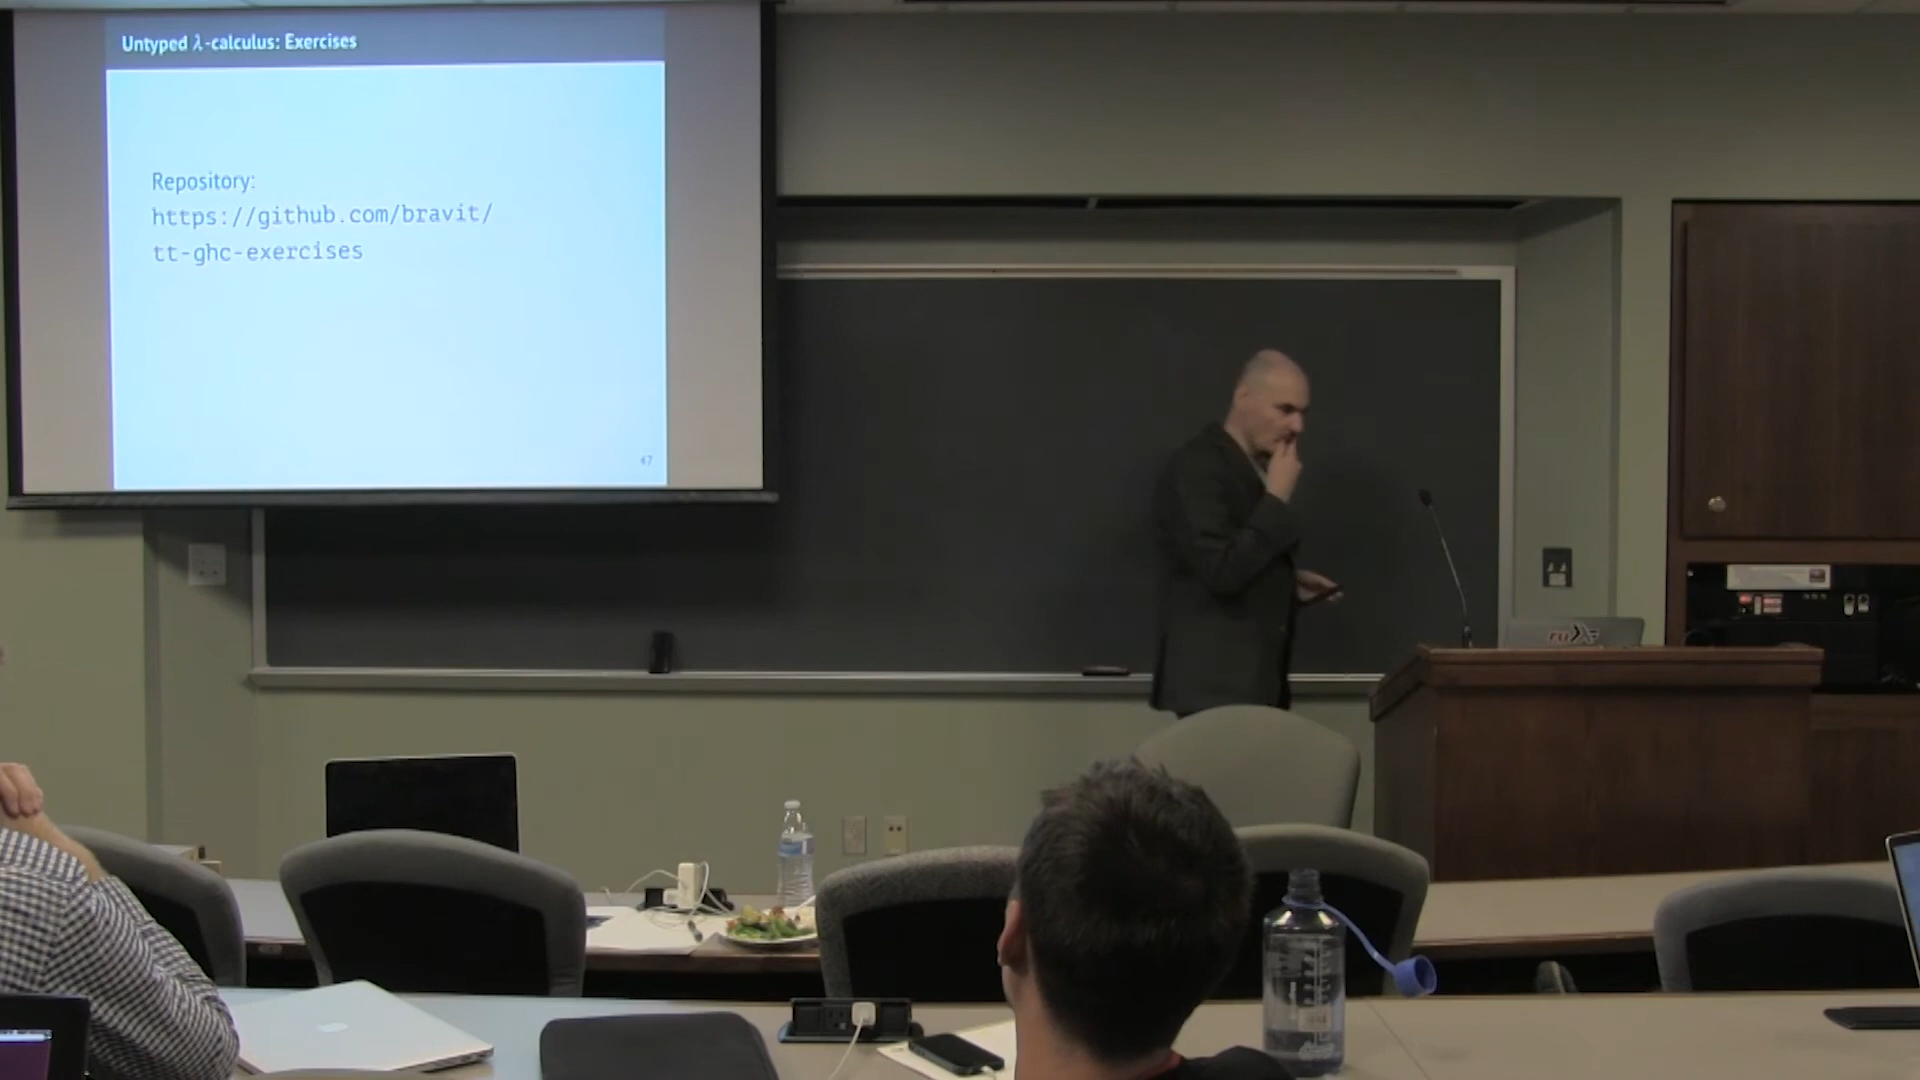 Untyped λ-calculus: Exercises
Repository:
https://github.com/bravit/
tt-ghc-exercises
47